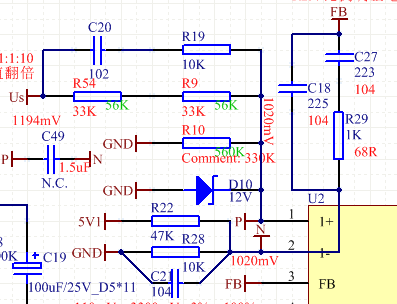 FB
C20
R19
1:1:10
直翻倍
102
10K
C27
223
104
Us
R54
R9
C18
225
104
33K
56K
33K
56K
1194mV
1020mV
R29
1K
68R
C49
GND
R10
560K
Comment: 330K
P
1.5uF
N
N.C.
GND
D10
12V
U2
5V1
R22
47K
P
1
1+
N
GND
R28
10K
2
1-
1020mV
C19
C21
104
FB
3
FB
100uF/25V_D5*11